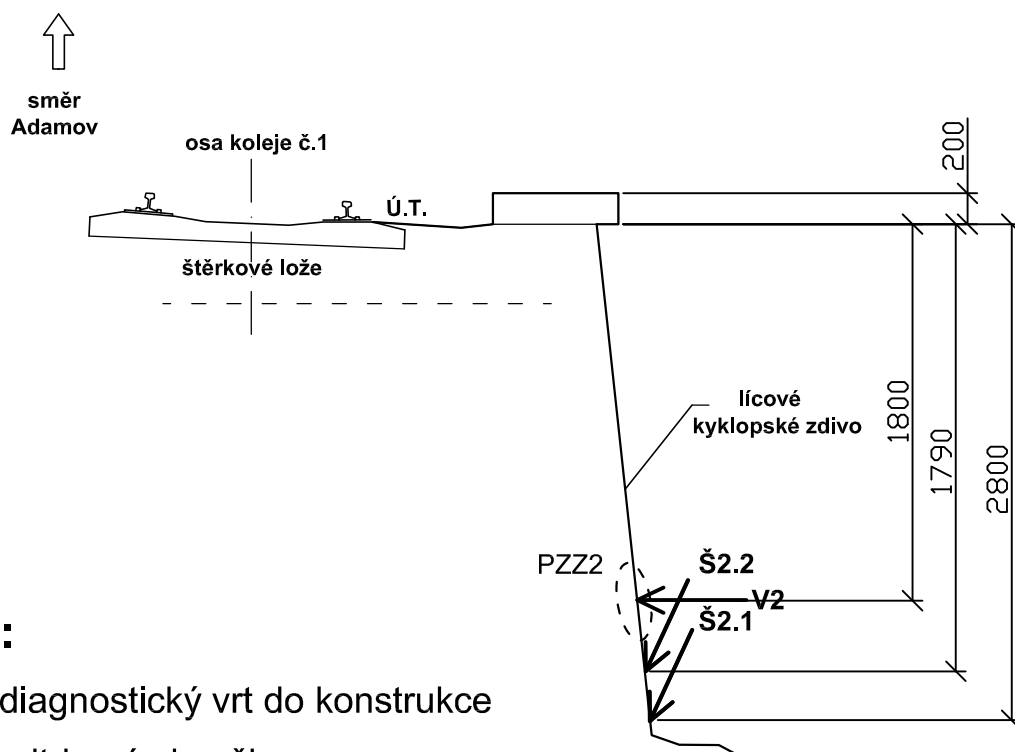 směr
Adamov
osa koleje č.1
200
Ú.T.
štěrkové lože
lícové
kyklopské zdivo
1800
1790
2800
PZZ2
Š2.2
V2
Š2.1
:
diagnostický vrt do konstrukce